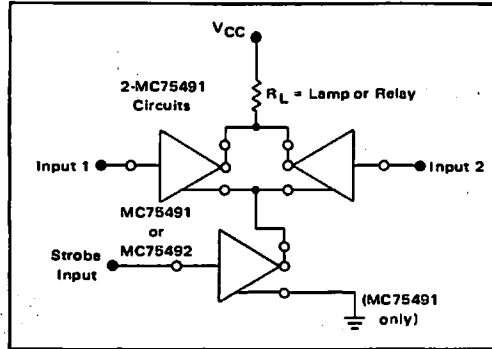 VCC
2-MC75491
Circuits
RL = Lamp or Relay
Input 1
Input 2
MC75491
or
MC75492
Strobe
Input
(MC75491
only)